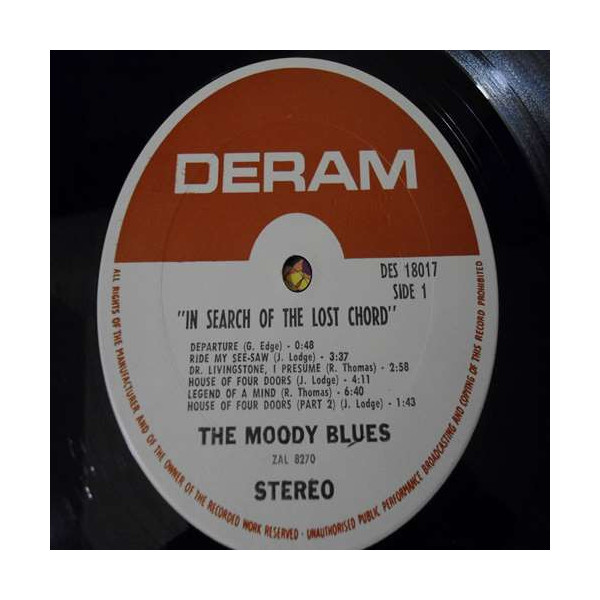 DERAM
DES 18017
SIDE 1
"IN SEARCH OF THE LOST CHORD"
DEPARTURE (G. Edge) - 0:48
RIDE MY SEE-SAW (J. Lodge) - 3:37
DR. LIVINGSTONE, I PRESUME (R. Thomas) - 2:58
HOUSE OF FOUR DOORS (J. Lodge) - 4:11
LEGEND OF A MIND (R. Thomas) - 6:40
HOUSE OF FOUR DOORS (PART 2) (J. Lodge) - 1:43
THE MOODY BLUES
ZAL 8270
STEREO
ALL RIGHTS OF THE MANUFACTURER AND OF THE OWNER OF THE RECORDED WORK RESERVED · UNAUTHORISED PUBLIC PERFORMANCE BROADCASTING AND COPYING OF THIS RECORD PROHIBITED